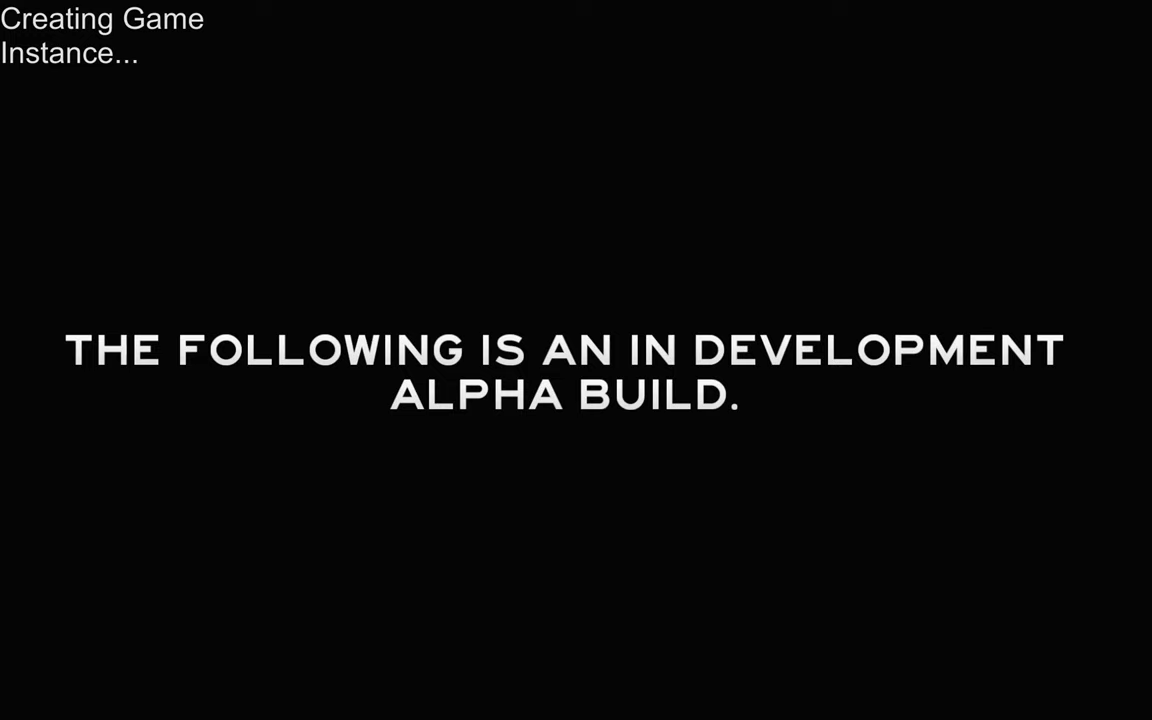 Creating Game
Instance...
THE FOLLOWING IS AN IN DEVELOPMENT
ALPHA BUILD.